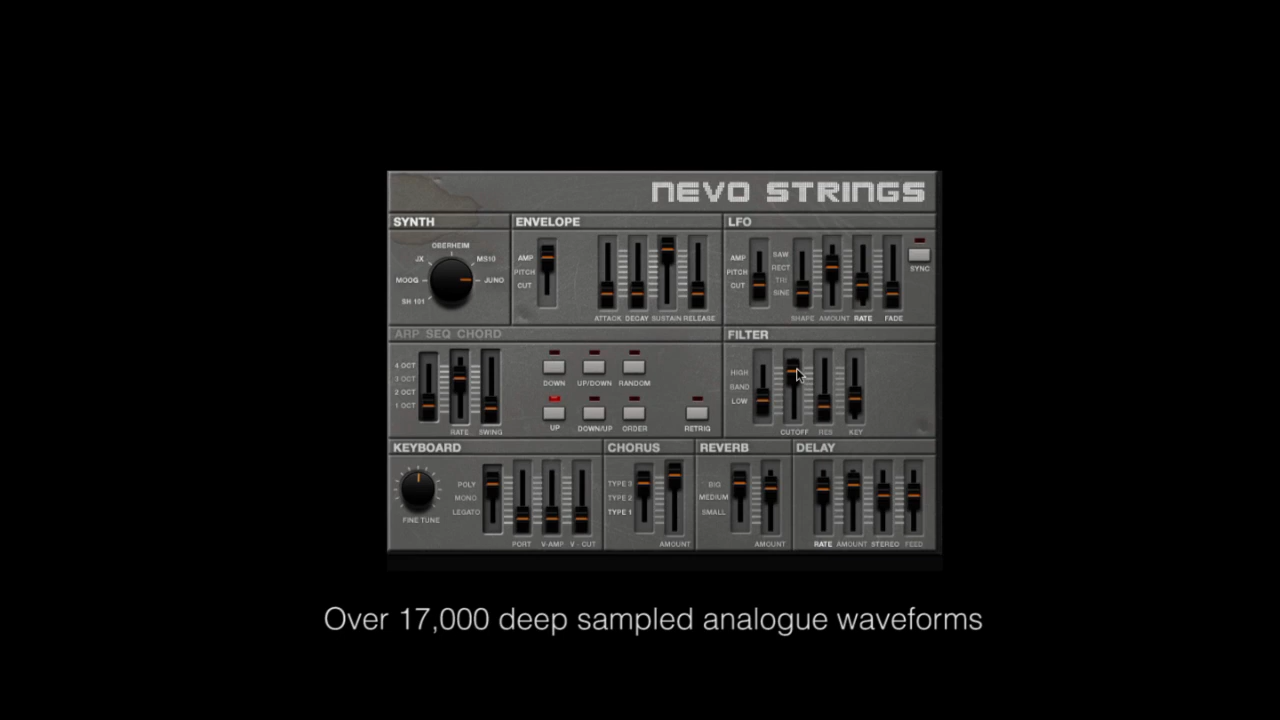 NEVO STRINGS
SYNTH
ENVELOPE
LFO
OBERHEIM
JX
MS10
MOOG
JUNO
SH 101
AMP
PITCH
CUT
ATTACK DECAY SUSTAIN RELEASE
AMP
PITCH
CUT
SAW
RECT
TRI
SINE
SHAPE AMOUNT RATE FADE
SYNC
ARP SEQ CHORD
FILTER
4 OCT
3 OCT
2 OCT
1 OCT
RATE SWING
DOWN UP/DOWN RANDOM
UP DOWN/UP ORDER RETRIG
HIGH
BAND
LOW
CUTOFF RES KEY
KEYBOARD
CHORUS
REVERB
DELAY
FINE TUNE
POLY
MONO
LEGATO
PORT V-AMP V - CUT
TYPE 3
TYPE 2
TYPE 1
AMOUNT
BIG
MEDIUM
SMALL
AMOUNT
RATE AMOUNT STEREO FEED
Over 17,000 deep sampled analogue waveforms